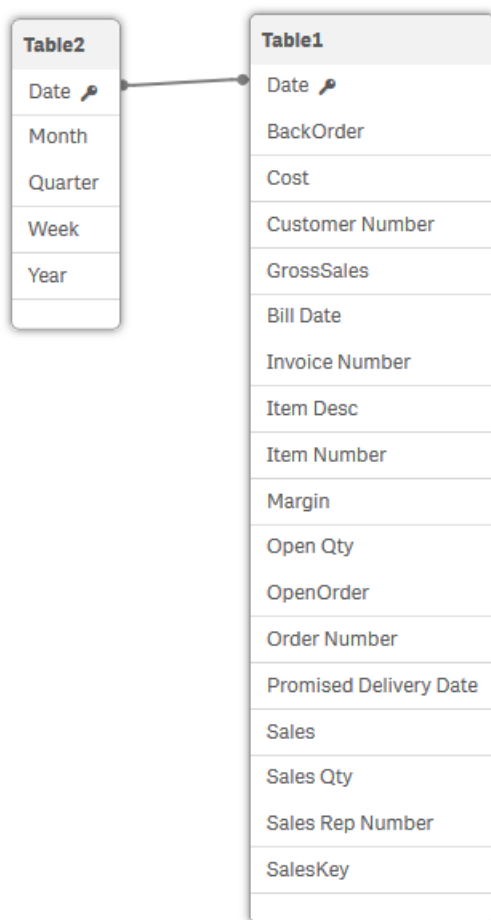 Table2
Date
Month
Quarter
Week
Year
Table1
Date
BackOrder
Cost
Customer Number
GrossSales
Bill Date
Invoice Number
Item Desc
Item Number
Margin
Open Qty
OpenOrder
Order Number
Promised Delivery Date
Sales
Sales Qty
Sales Rep Number
SalesKey